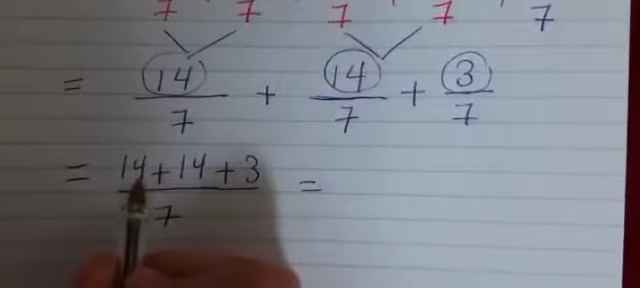 7 7 7 7 7
= 14/7 + 14/7 + 3/7
= 14+14+3/7 =